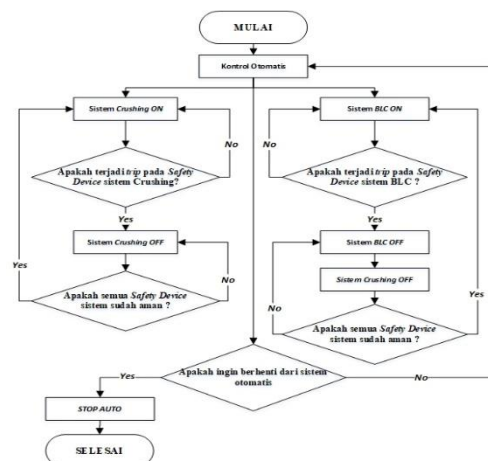 MULAI
Kontrol Otomatis
Sistem Crushing ON
No
Apakah terjadi trip pada Safety
Device sistem Crushing?
Yes
Sistem Crushing OFF
Yes
No
Apakah semua Safety Device
sistem sudah aman ?
Sistem BLC ON
No
Apakah terjadi trip pada Safety
Device sistem BLC ?
Yes
Sistem BLC OFF
Sistem Crushing OFF
No
Yes
Apakah semua Safety Device
sistem sudah aman ?
Apakah ingin berhenti dari sistem
otomatis
Yes
No
STOP AUTO
SELESAI